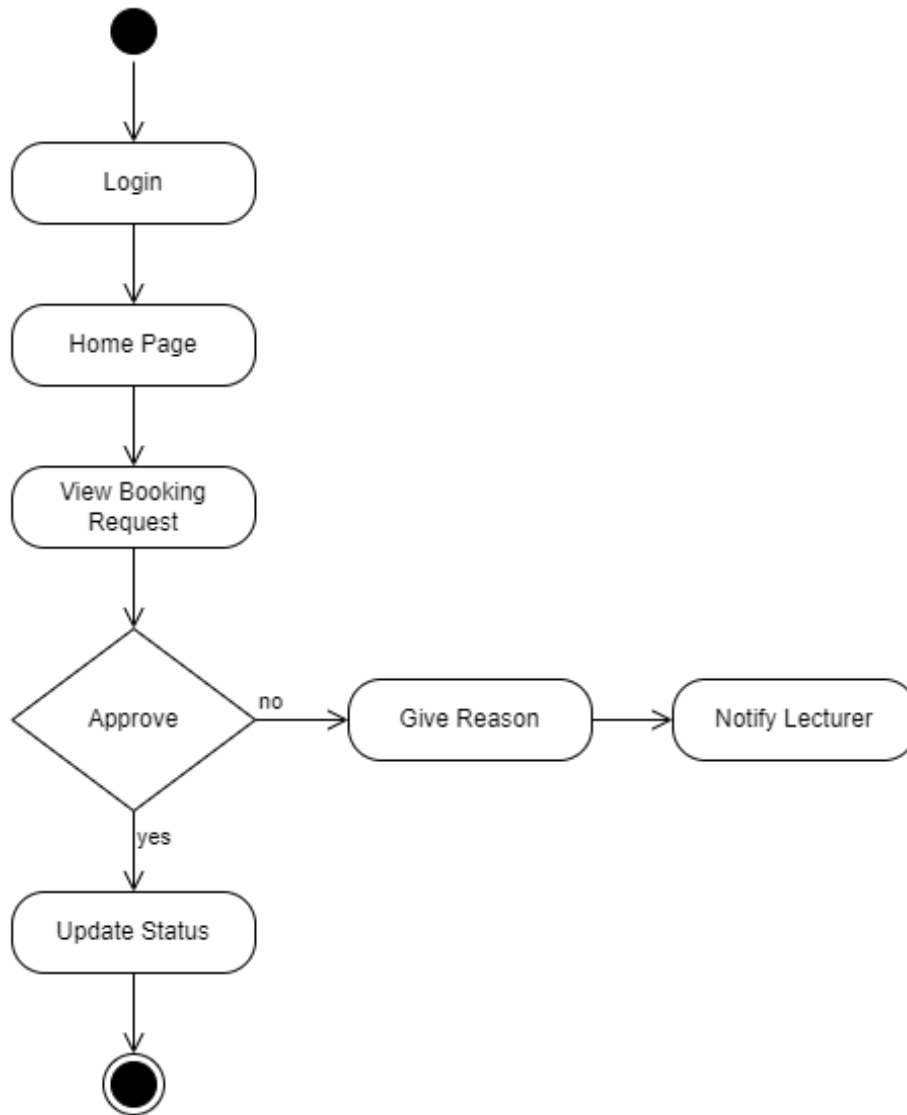 Login
Home Page
View Booking
Request
Approve
no
Give Reason
Notify Lecturer
yes
Update Status